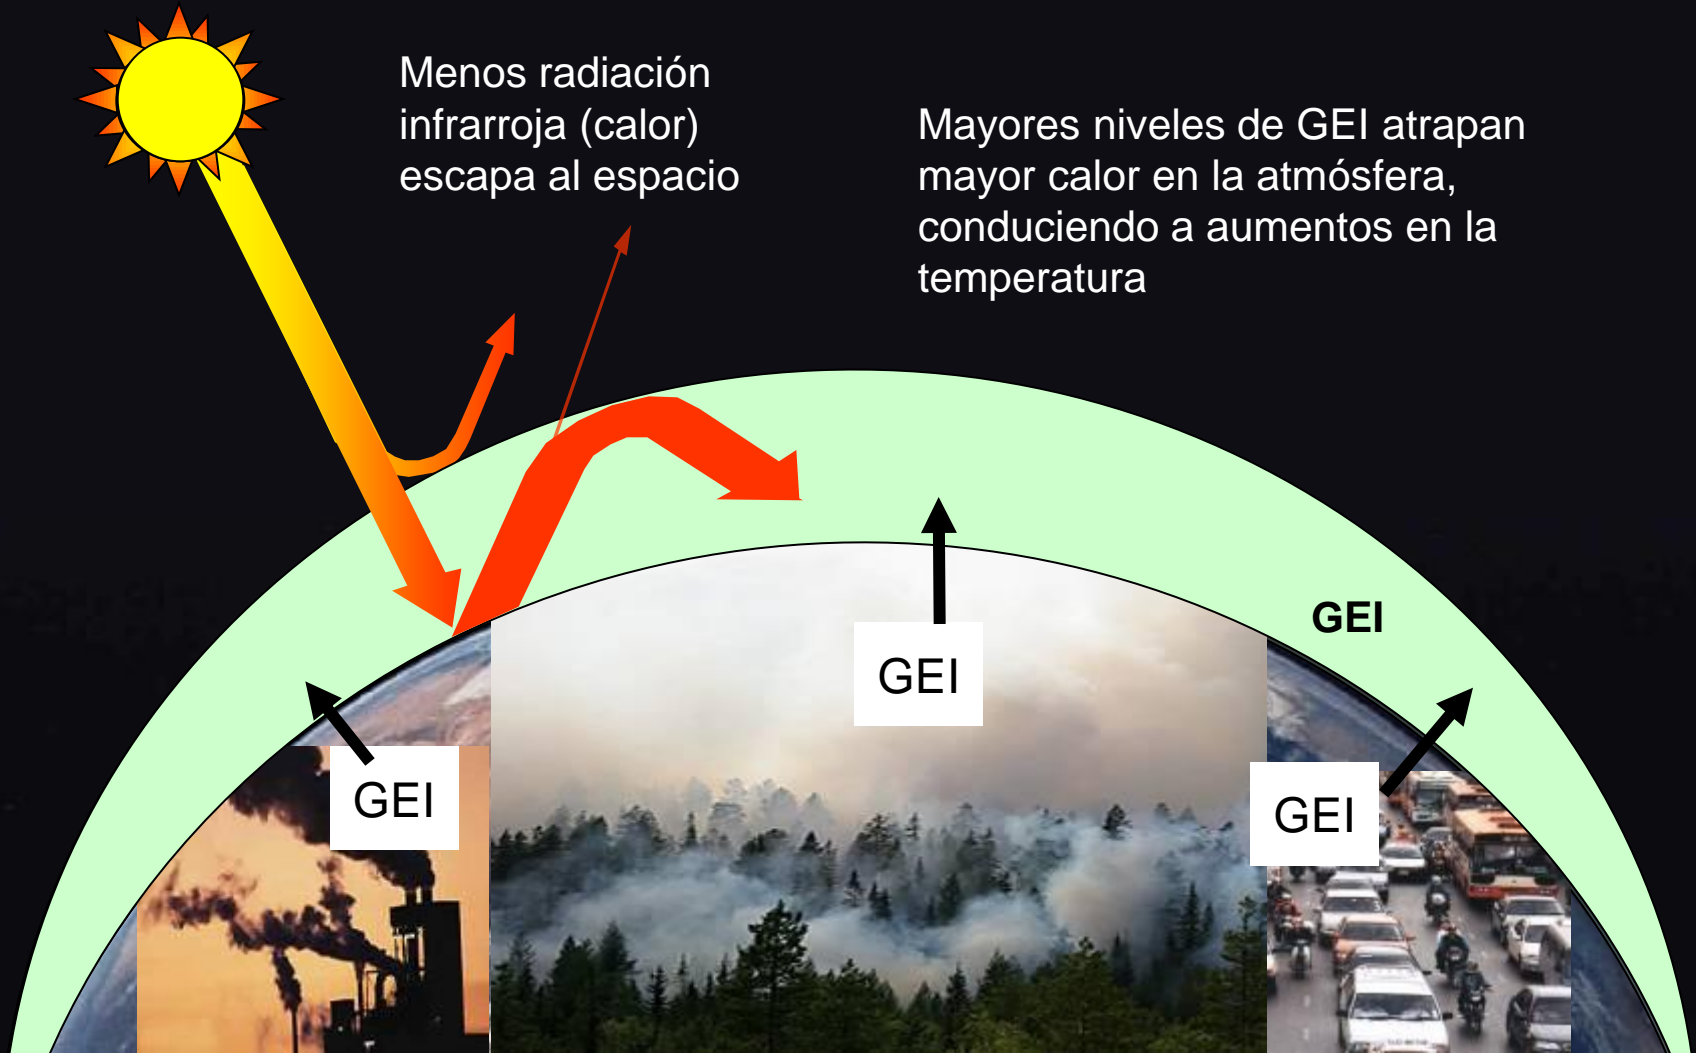 Menos radiación
infrarroja (calor)
escapa al espacio
Mayores niveles de GEI atrapan
mayor calor en la atmósfera,
conduciendo a aumentos en la
temperatura
GEI
GEI
GEI
GEI